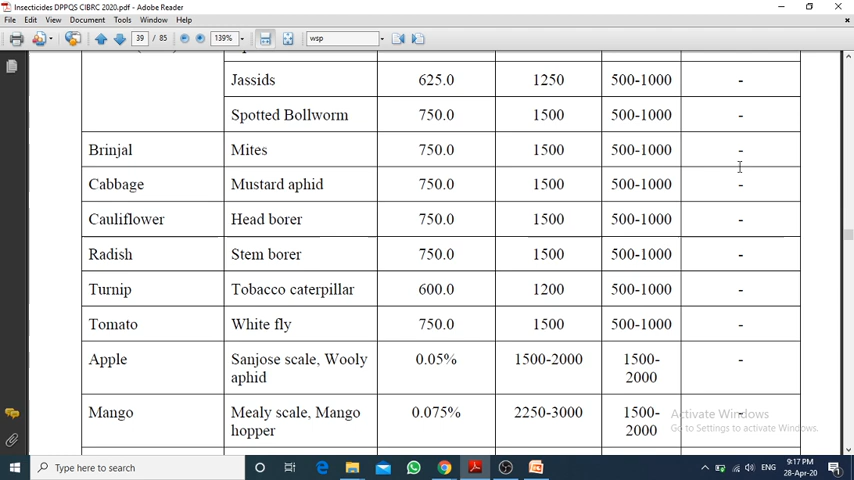 Insecticides DPPQS CIBRC 2020.pdf - Adobe Reader
File Edit View Document Tools Window Help
39 / 85 139% wsp
Jassids 625.0 1250 500-1000 -
Spotted Bollworm 750.0 1500 500-1000 -
Brinjal Mites 750.0 1500 500-1000 -
Cabbage Mustard aphid 750.0 1500 500-1000 -
Cauliflower Head borer 750.0 1500 500-1000 -
Radish Stem borer 750.0 1500 500-1000 -
Turnip Tobacco caterpillar 600.0 1200 500-1000 -
Tomato White fly 750.0 1500 500-1000 -
Apple Sanjose scale, Wooly 0.05% 1500-2000 1500- -
aphid 2000
Mango Mealy scale, Mango 0.075% 2250-3000 1500- -
hopper 2000
Activate Windows
Go to Settings to activate Windows.
Type here to search
ENG
9:17 PM
28-Apr-20
1